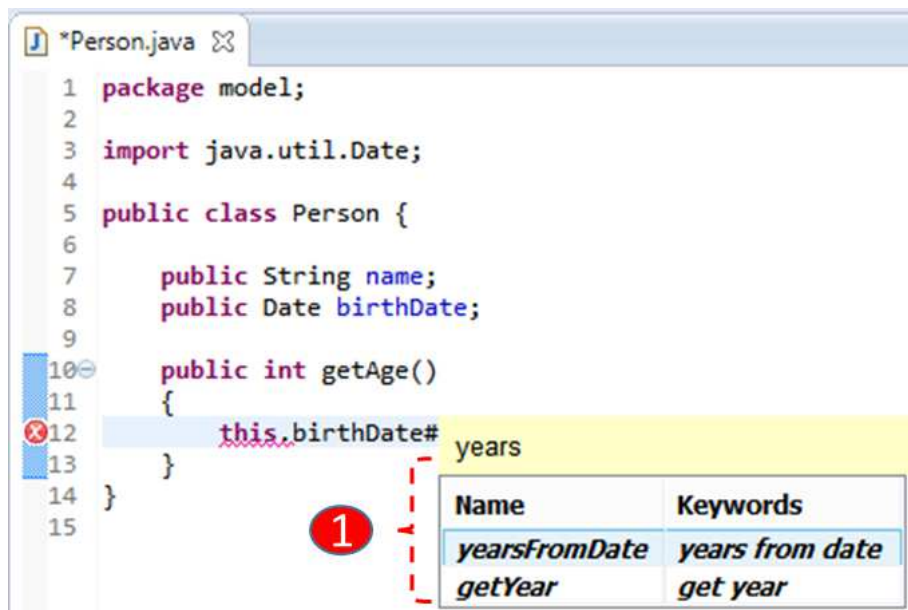 *Person.java
1 package model;
2
3 import java.util.Date;
4
5 public class Person {
6
7 public String name;
8 public Date birthDate;
9
10 public int getAge()
11 {
12 this.birthDate#
years
13 }
14 }
15
1
Name Keywords
yearsFromDate years from date
getYear get year